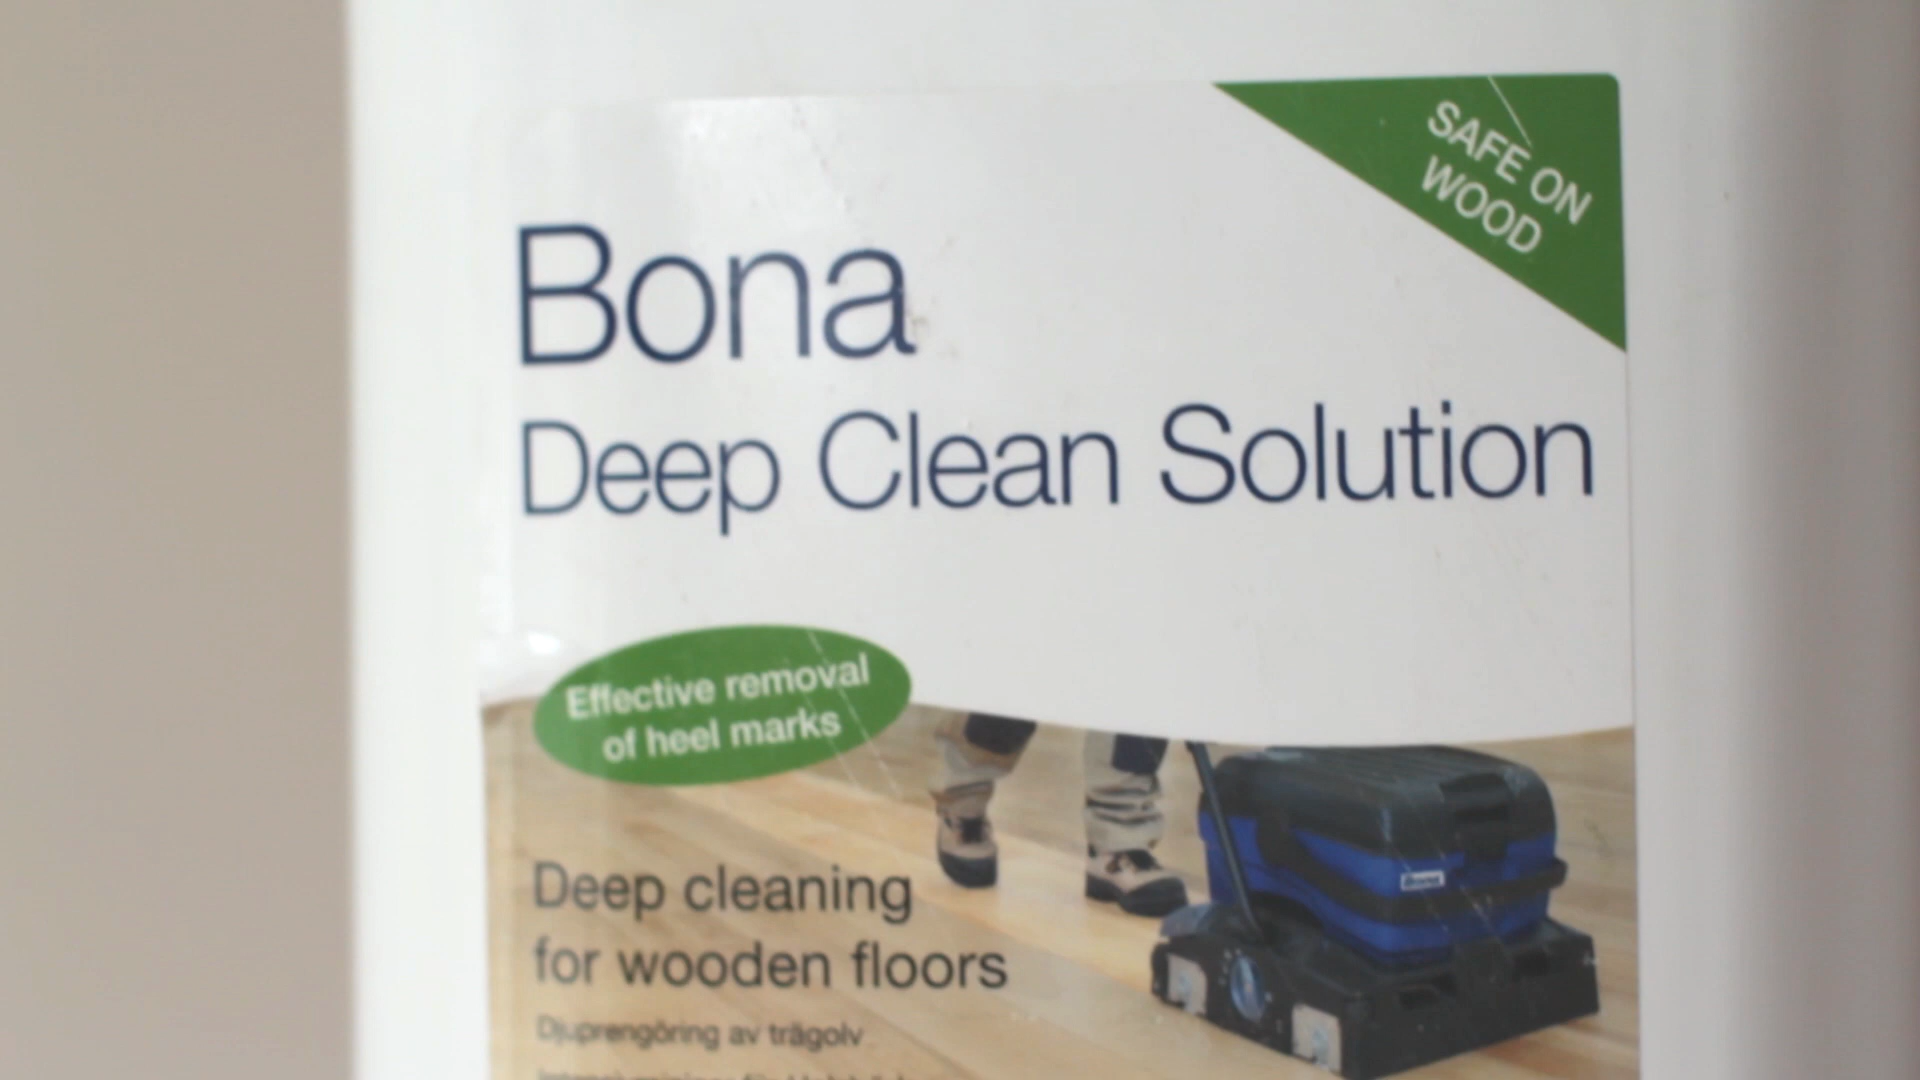 SAFE ON
WOOD
Bona
Deep Clean Solution
Effective removal
of heel marks
Bona
Deep cleaning
for wooden floors
Djuprengöring av trägolv